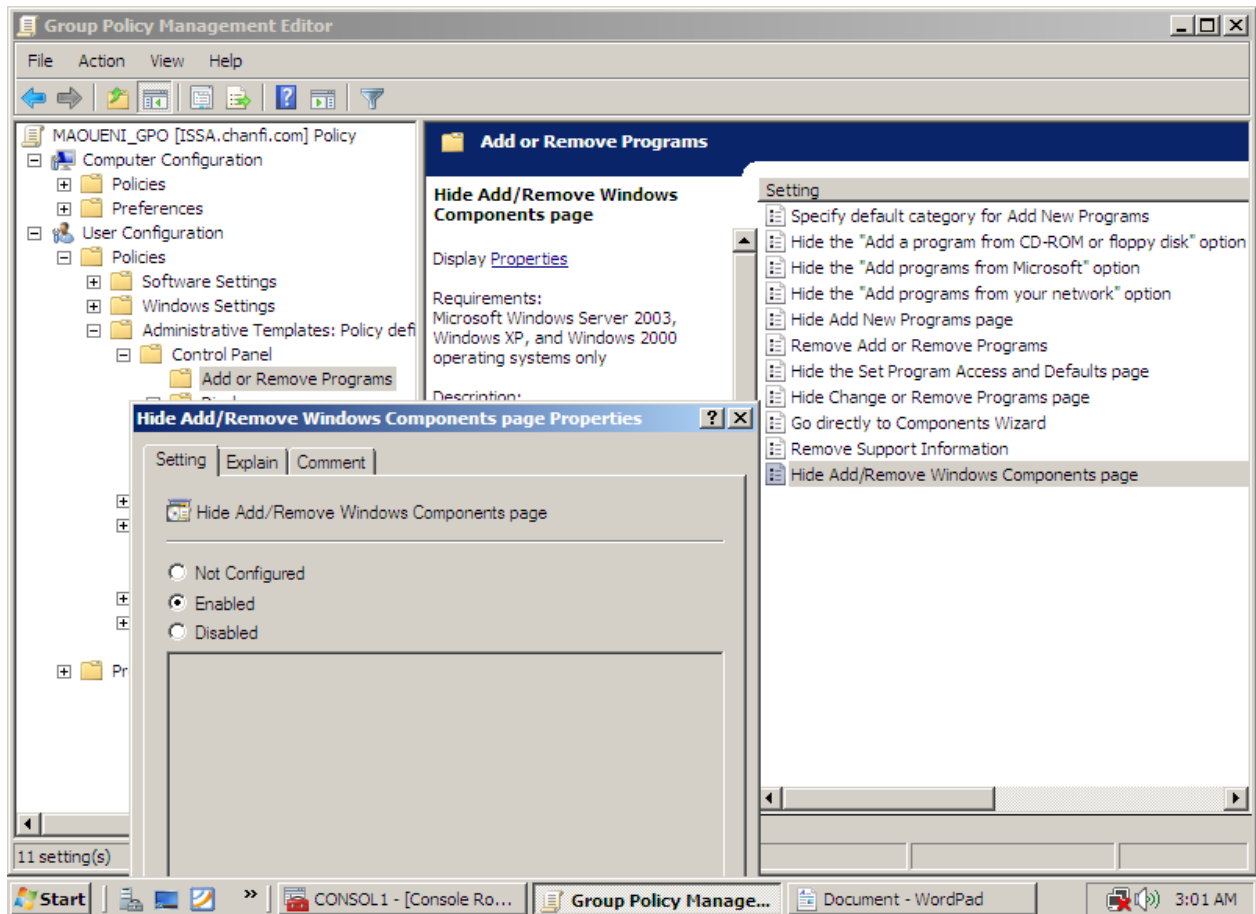 Group Policy Management Editor
File Action View Help
MAOUENI_GPO [ISSA.chanfi.com] Policy
Computer Configuration
Policies
Preferences
User Configuration
Policies
Software Settings
Windows Settings
Administrative Templates: Policy defi
Control Panel
Add or Remove Programs
Pr
Add or Remove Programs
Hide Add/Remove Windows
Components page
Display Properties
Requirements:
Microsoft Windows Server 2003,
Windows XP, and Windows 2000
operating systems only
Description:
Setting
Specify default category for Add New Programs
Hide the "Add a program from CD-ROM or floppy disk" option
Hide the "Add programs from Microsoft" option
Hide the "Add programs from your network" option
Hide Add New Programs page
Remove Add or Remove Programs
Hide the Set Program Access and Defaults page
Hide Change or Remove Programs page
Go directly to Components Wizard
Remove Support Information
Hide Add/Remove Windows Components page
Hide Add/Remove Windows Components page Properties
Setting Explain Comment
Hide Add/Remove Windows Components page
Not Configured
Enabled
Disabled
11 setting(s)
Start » CONSOL1 - [Console Ro... Group Policy Manage... Document - WordPad 3:01 AM